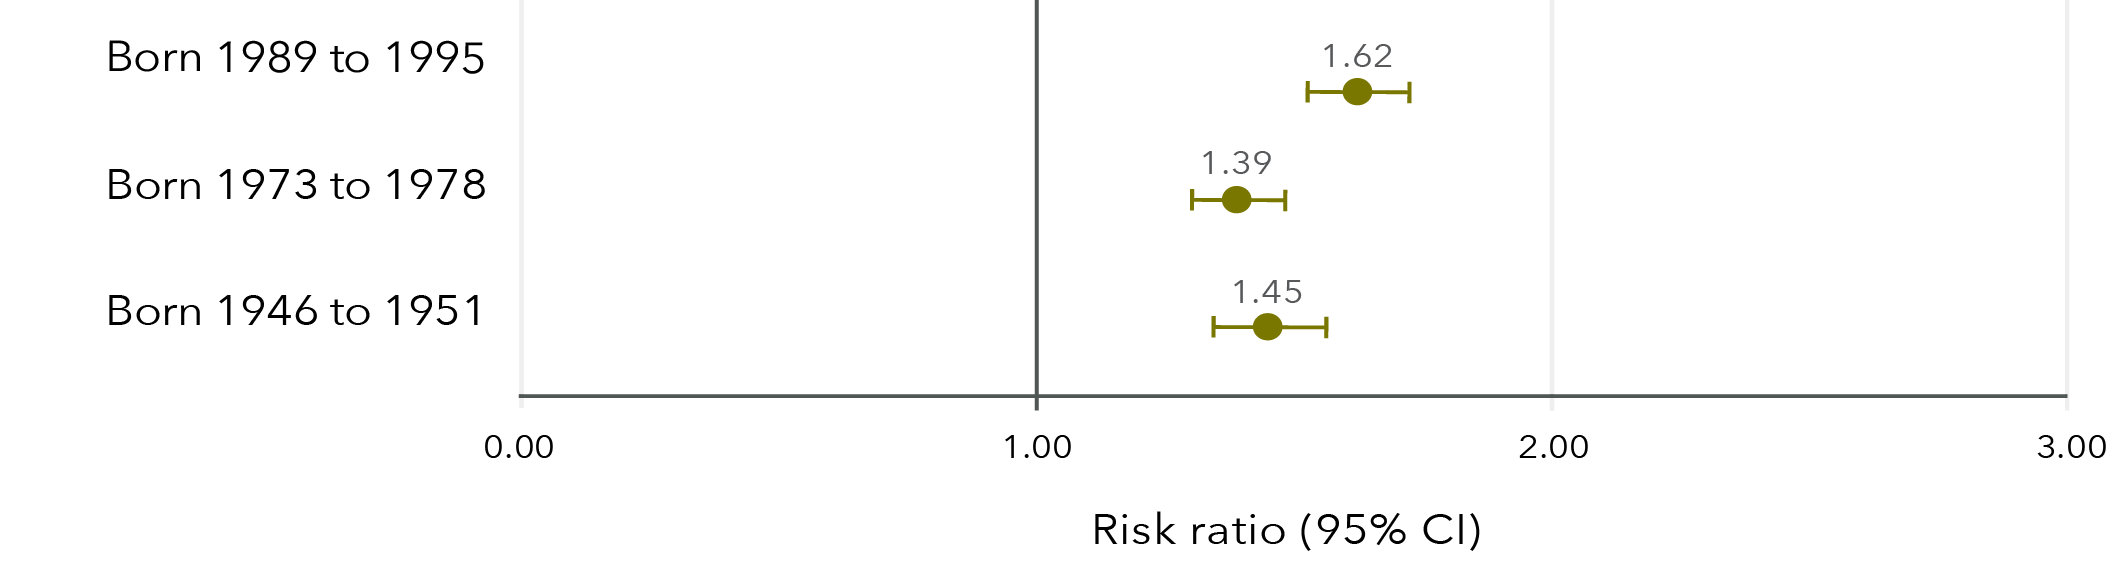 Born 1989 to 1995
1.62
Born 1973 to 1978
1.39
Born 1946 to 1951
1.45
0.00 1.00 2.00 3.00
Risk ratio (95% CI)